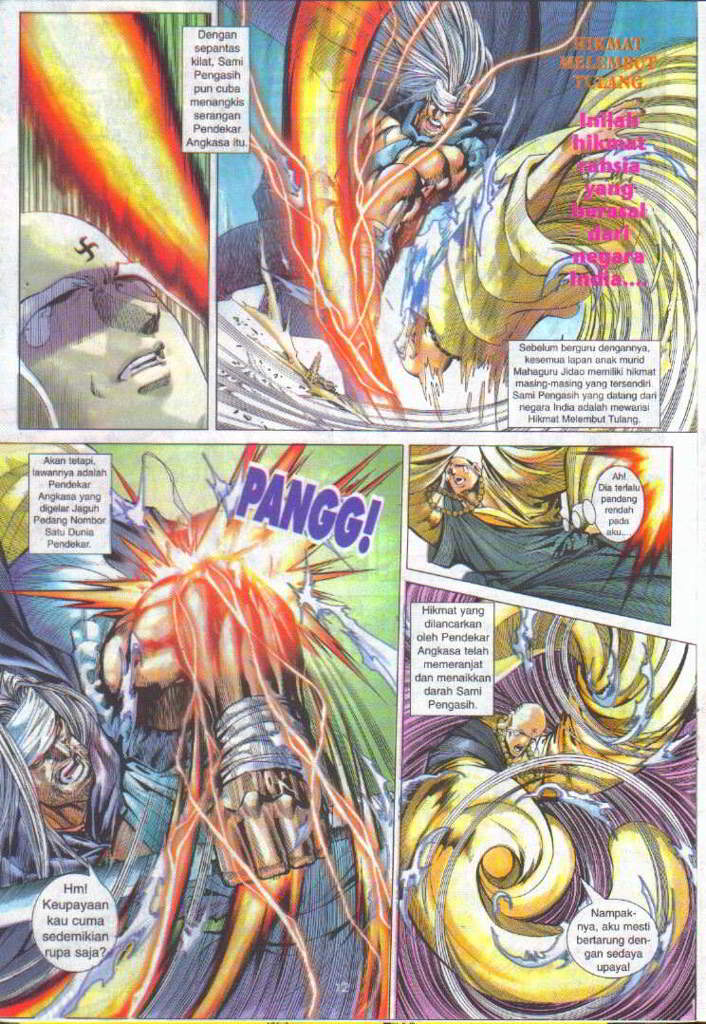 Dengan
sepantas
kilat, Sami
Pengasih
pun cuba
menangkis
serangan
Pendekar
Angkasa itu.
HIKMAT
MELEMBUT
TULANG
Inilah
hikmat
rahsia
yang
berasal
dari
negara
India....
Sebelum berguru dengannya,
kesemua lapan anak murid
Mahaguru Jidao memiliki hikmat
masing-masing yang tersendiri.
Sami Pengasih yang datang dari
negara India adalah mewarisi
Hikmat Melembut Tulang.
Akan tetapi,
lawannya adalah
Pendekar
Angkasa yang
digelar Jaguh
Pedang Nombor
Satu Dunia
Pendekar.
PANGG!
Hm!
Keupayaan
kau cuma
sedemikian
rupa saja?
Ah!
Dia terlalu
pandang
rendah
pada
aku...
Hikmat yang
dilancarkan
oleh Pendekar
Angkasa telah
memeranjat
dan menaikkan
darah Sami
Pengasih.
Nampak-
nya, aku mesti
bertarung den-
gan sedaya
upaya!
12